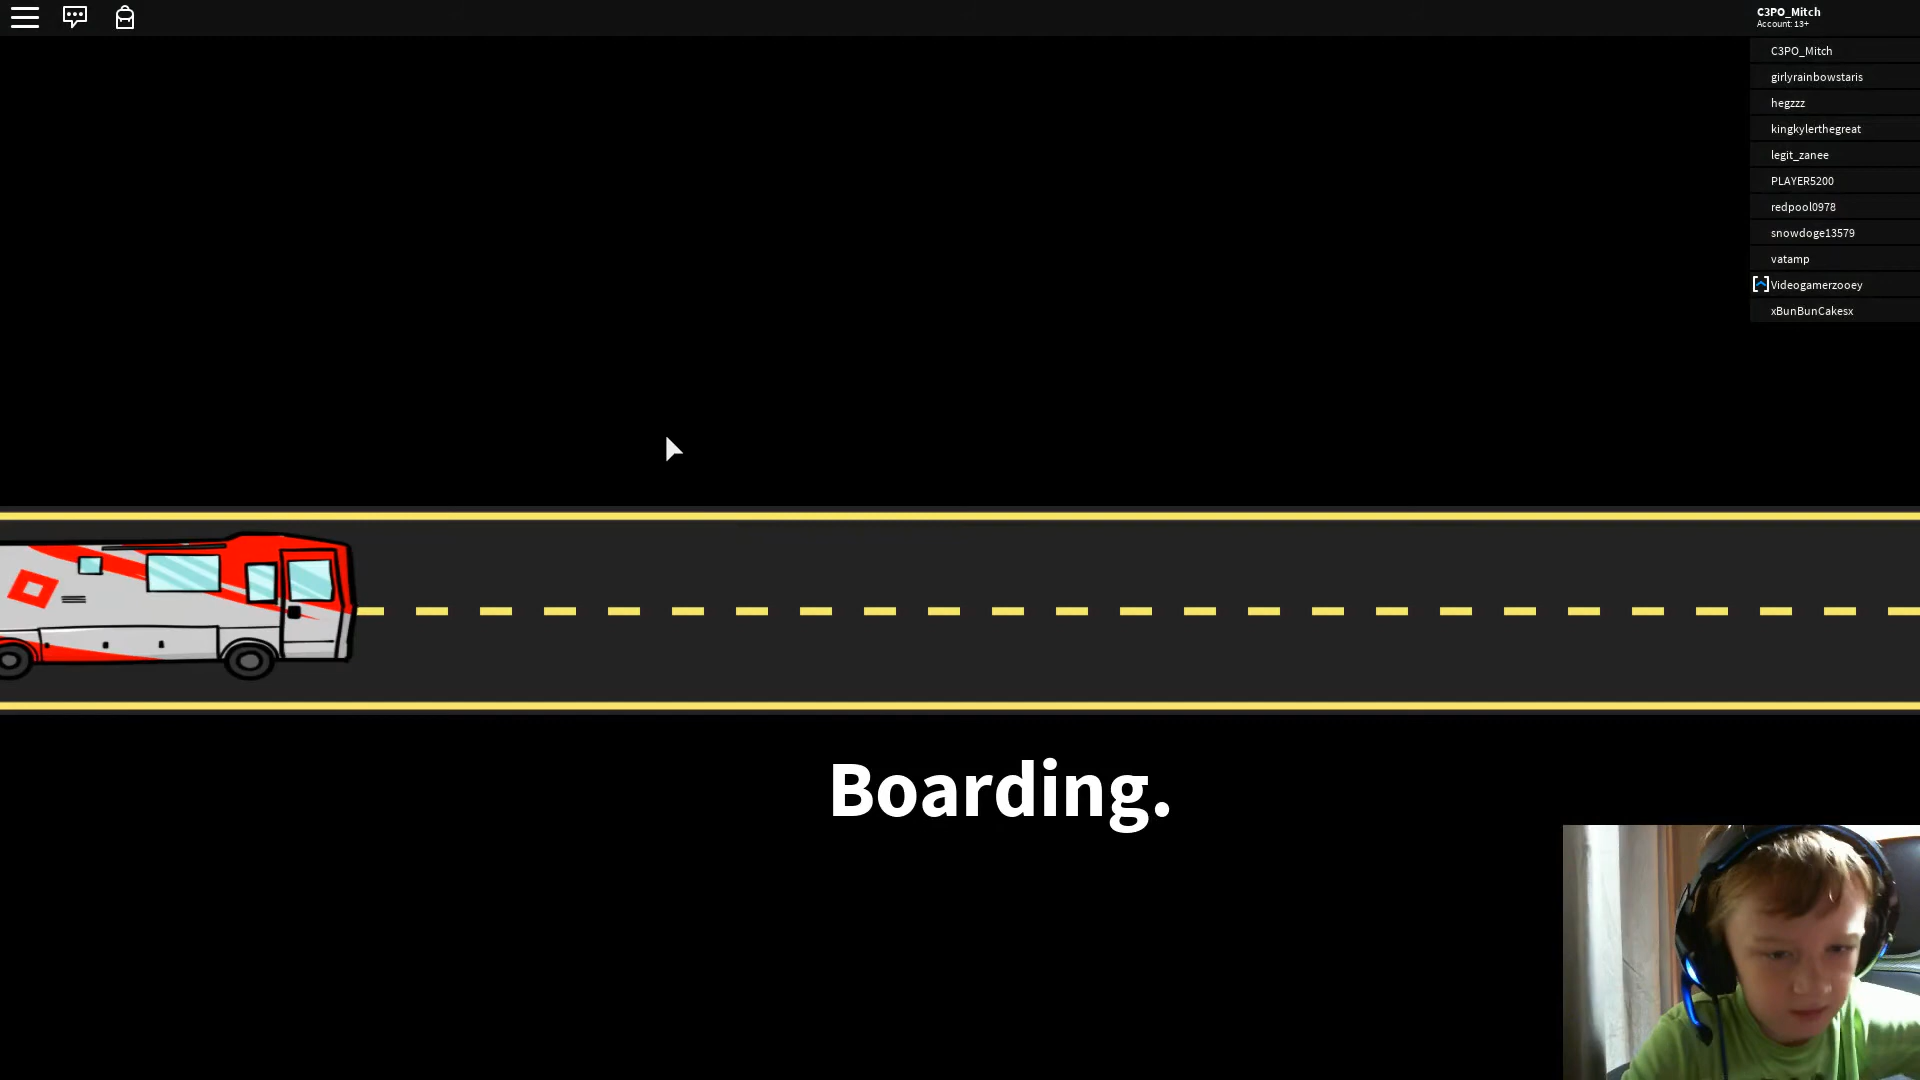 C3PO_Mitch
Account: 13+
C3PO_Mitch
girlyrainbowstaris
hegzzz
kingkylerthegreat
legit_zanee
PLAYER5200
redpool0978
snowdoge13579
vatamp
Videogamerzooey
xBunBunCakesx
Boarding.